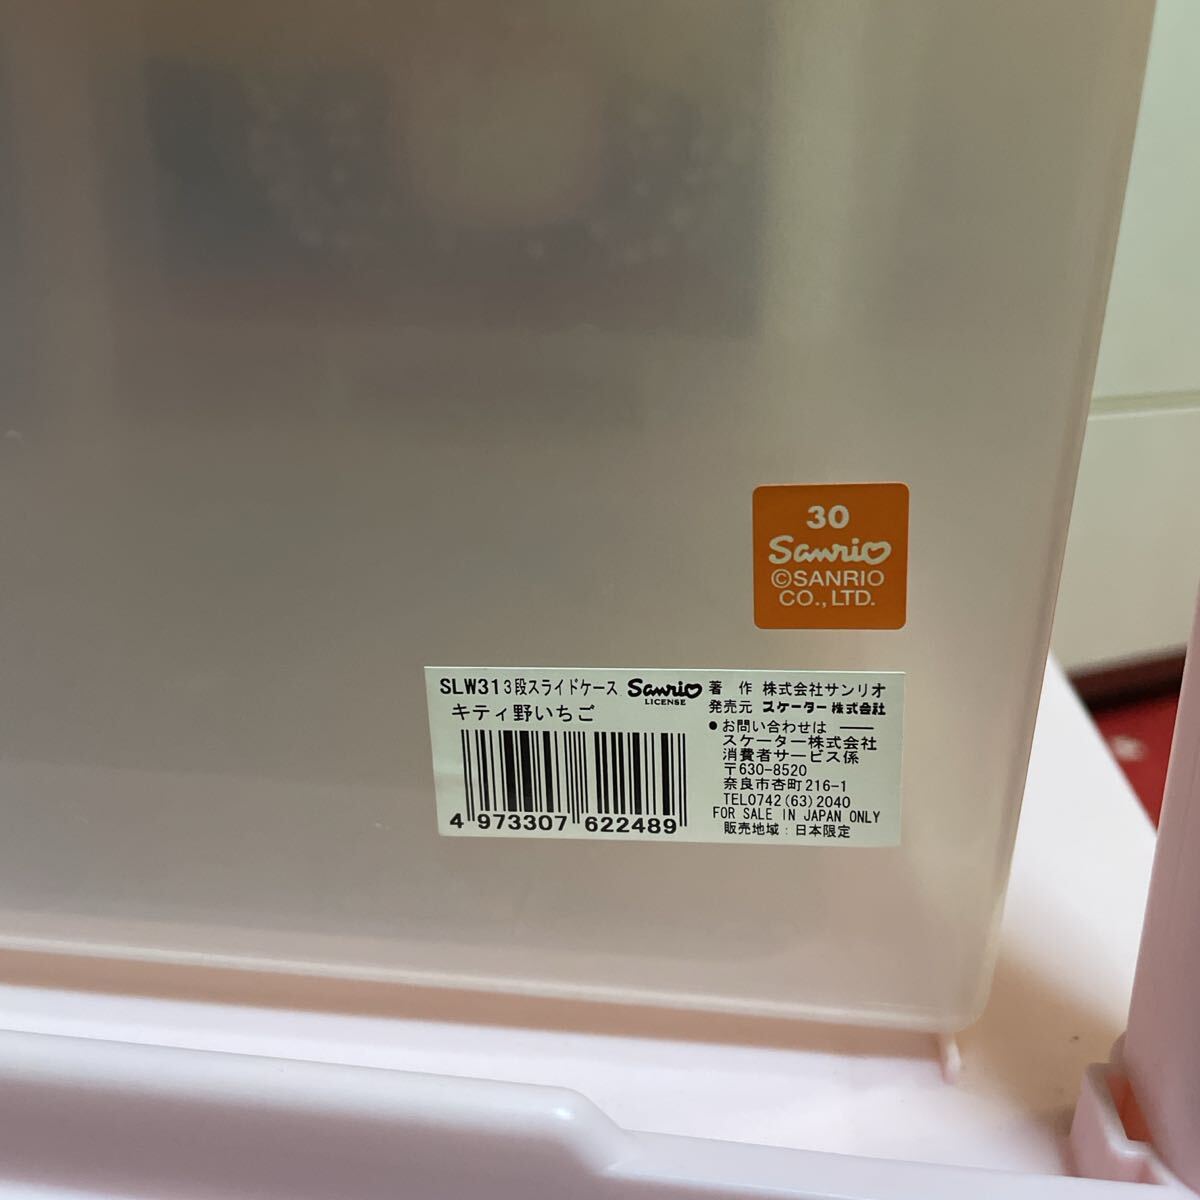 30
Sanrio
©SANRIO
CO.,LTD.
SLW31 3段スライドケース Sanrio LICENSE
キティ野いちご
4 973307 622489
著 作 株式会社サンリオ
発売元 スケーター株式会社
●お問い合わせは ——
スケーター株式会社
消費者サービス係
〒630-8520
奈良市杏町216-1
TEL0742(63)2040
FOR SALE IN JAPAN ONLY
販売地域:日本限定